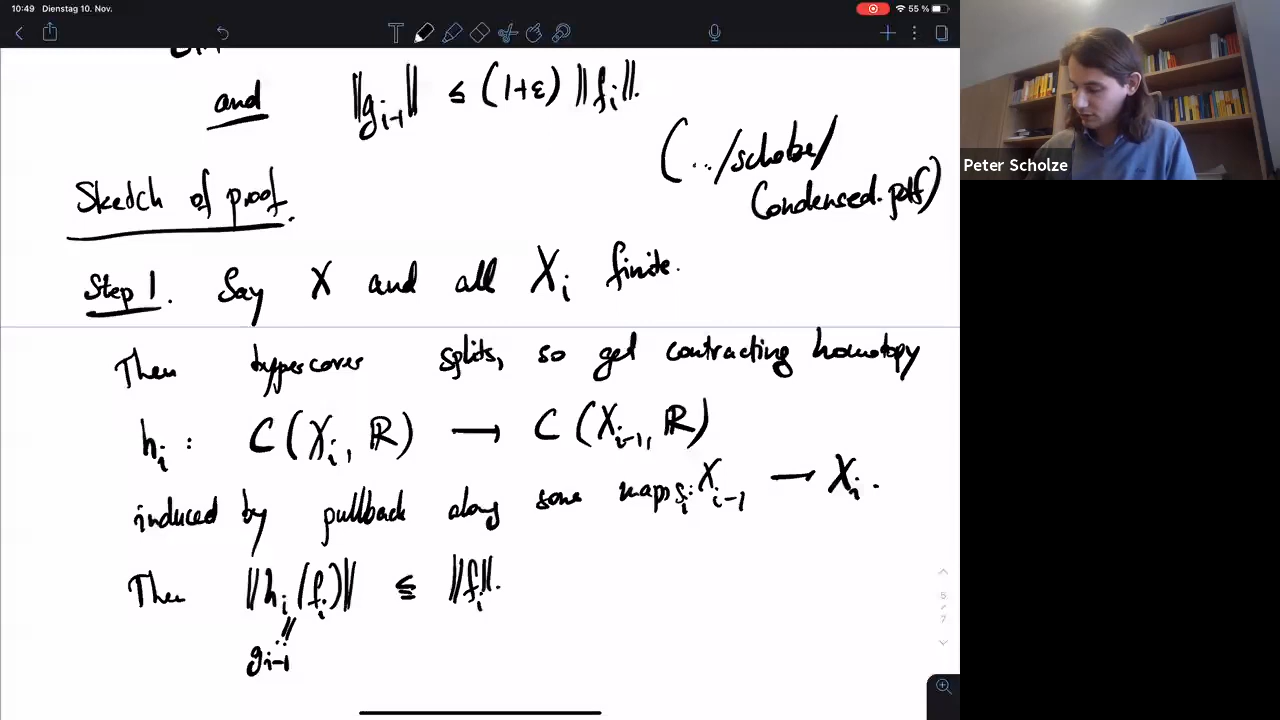 10:49 Dienstag 10. Nov.
55 %
and ‖g_{i-1}‖ ≤ (1+ε) ‖f_i‖.
(../scholze/
Condensed.pdf)
Sketch of proof.
Step 1. Say X and all X_i finite.
Then hypercover splits, so get contracting homotopy
h_i : C(X_i, ℝ) → C(X_{i-1}, ℝ)
induced by pullback along some maps s_i: X_{i-1} → X_i.
Then ‖h_i(f_i)‖ ≤ ‖f_i‖.
g_{i-1}
5
/
7
Peter Scholze